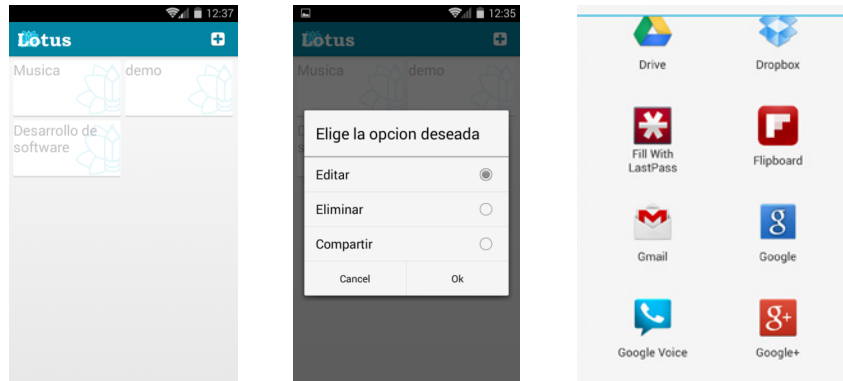 12:37
Lotus
Musica
demo
Desarrollo de
software
12:35
Lotus
Musica
demo
Elige la opcion deseada
Editar
Eliminar
Compartir
Cancel
Ok
Drive
Dropbox
Fill With
LastPass
Flipboard
Gmail
Google
Google Voice
Google+